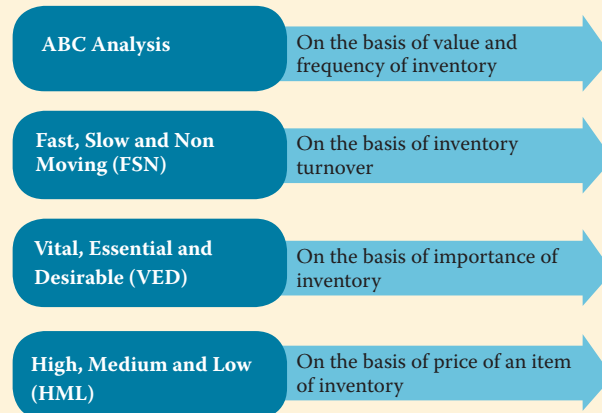 ABC Analysis
On the basis of value and
frequency of inventory
Fast, Slow and Non
Moving (FSN)
On the basis of inventory
turnover
Vital, Essential and
Desirable (VED)
On the basis of importance of
inventory
High, Medium and Low
(HML)
On the basis of price of an item
of inventory